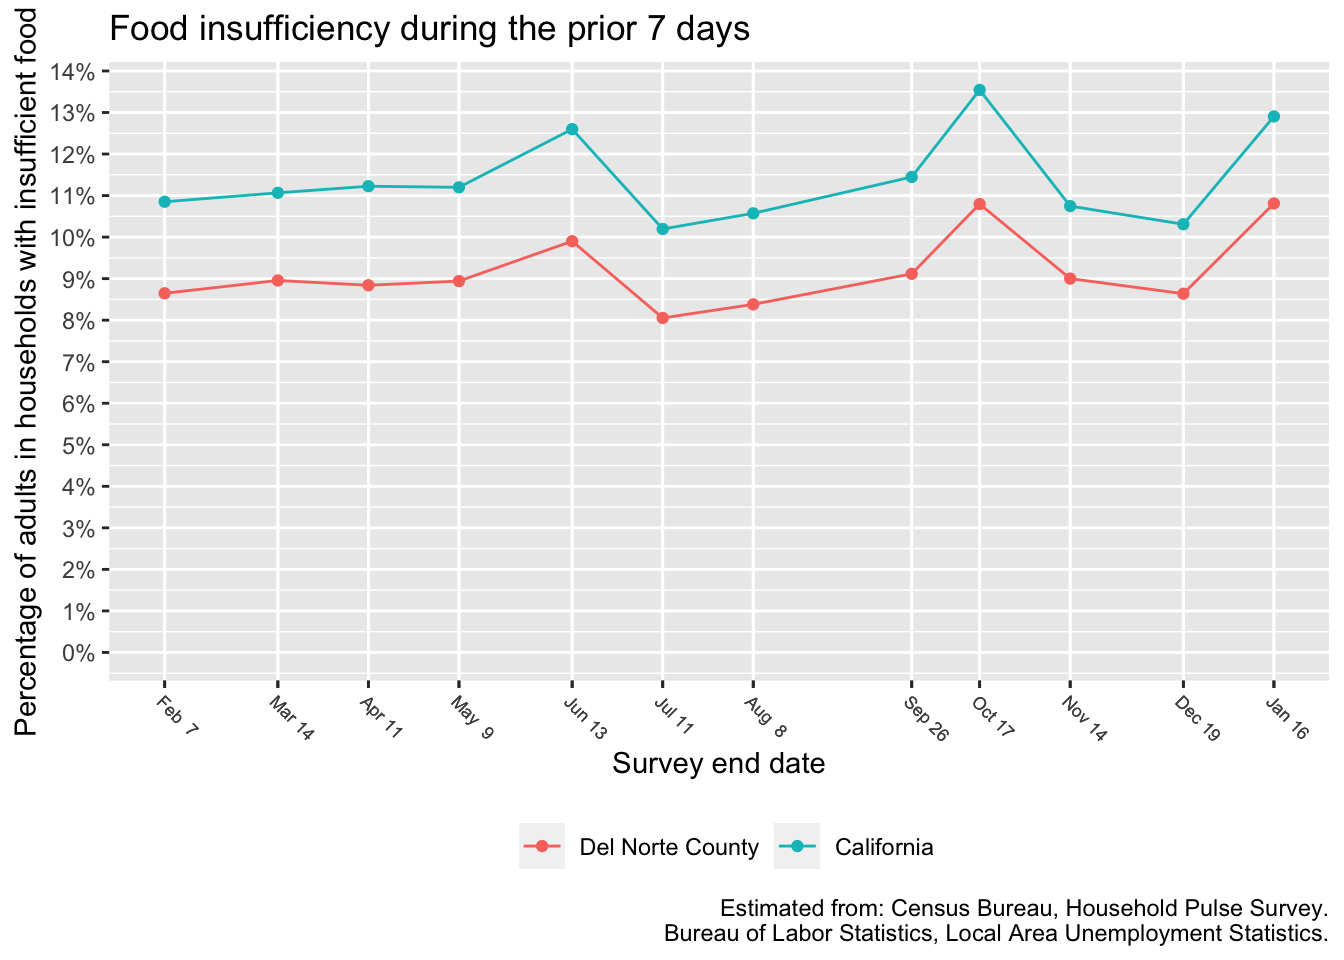 Food insufficiency during the prior 7 days
Percentage of adults in households with insufficient food
14%
13%
12%
11%
10%
9%
8%
7%
6%
5%
4%
3%
2%
1%
0%
Feb 7
Mar 14
Apr 11
May 9
Jun 13
Jul 11
Aug 8
Sep 26
Oct 17
Nov 14
Dec 19
Jan 16
Survey end date
Del Norte County
California
Estimated from: Census Bureau, Household Pulse Survey.
Bureau of Labor Statistics, Local Area Unemployment Statistics.